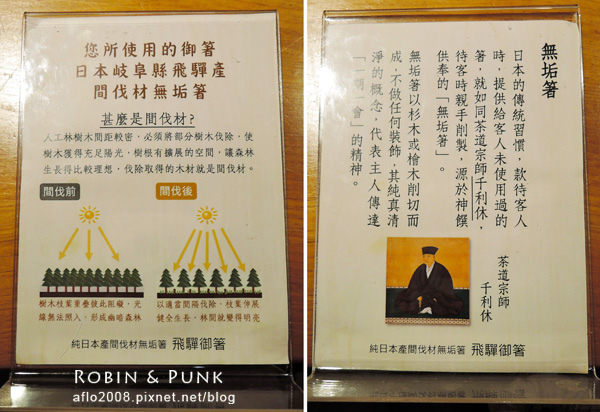 您所使用的御箸
日本岐阜縣飛驒產
間伐材無垢箸
甚麼是間伐材？
人工林樹木間距較密，必須將部分樹木伐除，使
樹木獲得充足陽光，樹根有擴展的空間，讓森林
生長得比較理想，伐除取得的木材就是間伐材。
間伐前
間伐後
樹木枝葉重疊彼此阻礙，光
線無法照入，形成幽暗森林
以適當間隔伐除，枝葉伸展
健全生長，林間就變得明亮
純日本產間伐材無垢箸 飛驒御箸
ROBIN & PUNK
aflo2008.pixnet.net/blog
無垢箸
日本的傳統習慣，款待客人
時，提供給客人未使用過的
箸，就如同茶道宗師千利休，
待客時親手削製，源於神饌
供奉的「無垢箸」。
無垢箸以杉木或檜木削切而
成，不做任何裝飾，其純真清
淨的概念，代表主人傳達
「一期一會」的精神。
茶道宗師
千利休
純日本產間伐材無垢箸 飛驒御箸